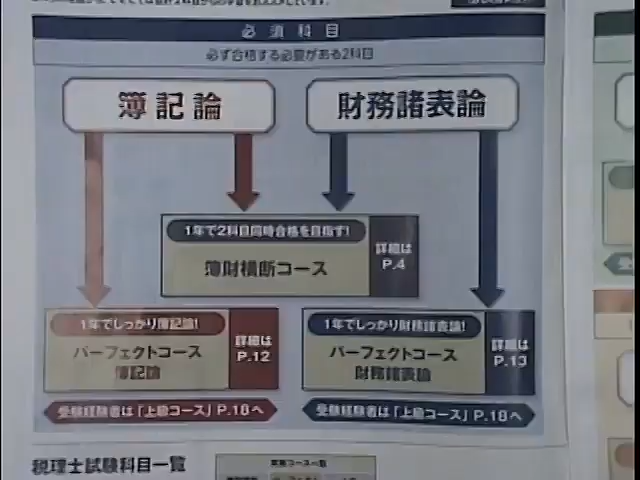 必須科目
必ず合格する必要がある2科目
簿記論
財務諸表論
1年で2科目同時合格を目指す!
簿財横断コース
詳細は
P.4
1年でしっかり簿記論!
パーフェクトコース
簿記論
詳細は
P.12
1年でしっかり財務諸表論!
パーフェクトコース
財務諸表論
詳細は
P.13
受験経験者は「上級コース」P.18へ
受験経験者は「上級コース」P.18へ
税理士試験科目一覧